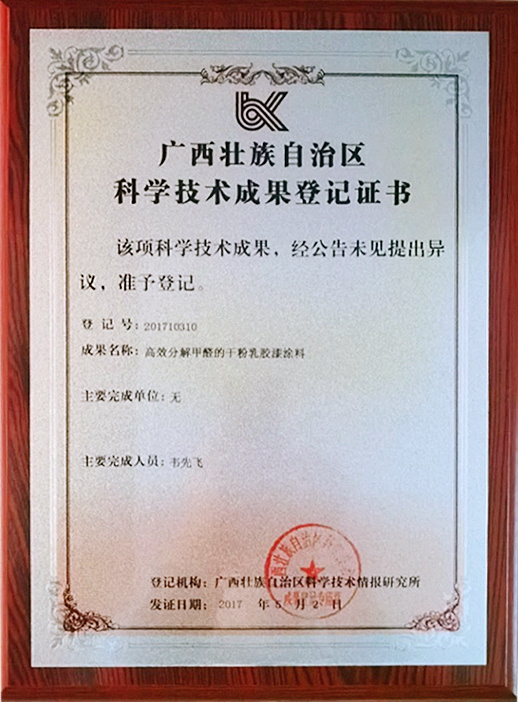 广西壮族自治区
科学技术成果登记证书
该项科学技术成果，经公告未见提出异
议，准予登记。
登 记 号：201710310
成果名称：高效分解甲醛的干粉乳胶漆涂料
主要完成单位：无
主要完成人员：韦先飞
登记机构：广西壮族自治区科学技术情报研究所
发证日期：2017 年 5 月 2 日